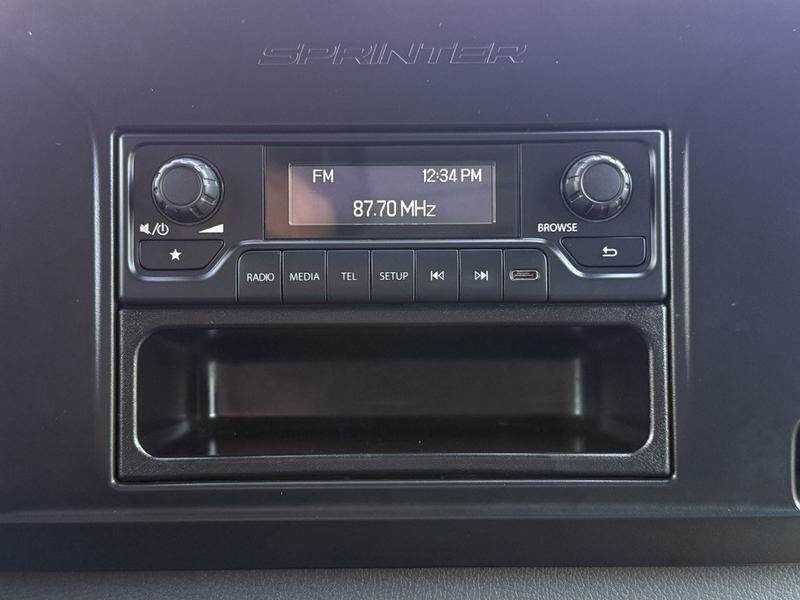 SPRINTER
FM 12:34 PM
87.70 MHz
BROWSE
RADIO MEDIA TEL SETUP